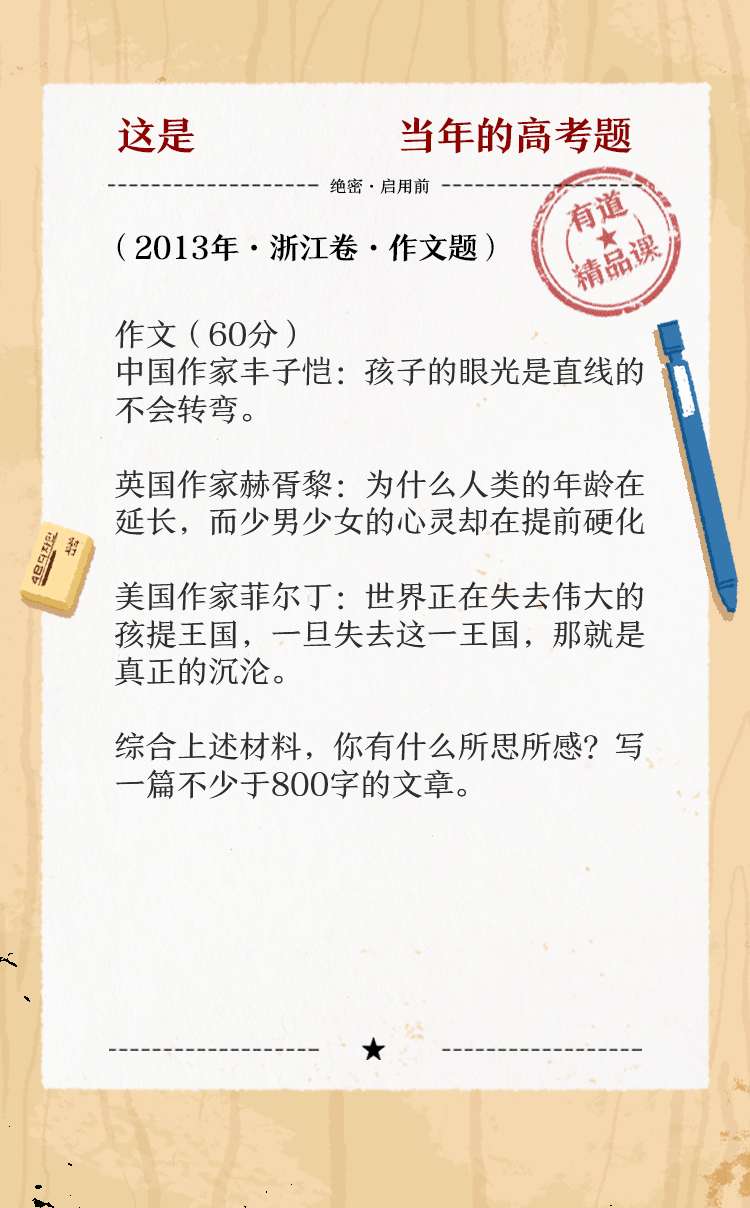 这是 当年的高考题
绝密·启用前
有道
精品课
（2013年·浙江卷·作文题）
作文（60分）
中国作家丰子恺：孩子的眼光是直线的
不会转弯。
英国作家赫胥黎：为什么人类的年龄在
延长，而少男少女的心灵却在提前硬化
美国作家菲尔丁：世界正在失去伟大的
孩提王国，一旦失去这一王国，那就是
真正的沉沦。
综合上述材料，你有什么所思所感？写
一篇不少于800字的文章。